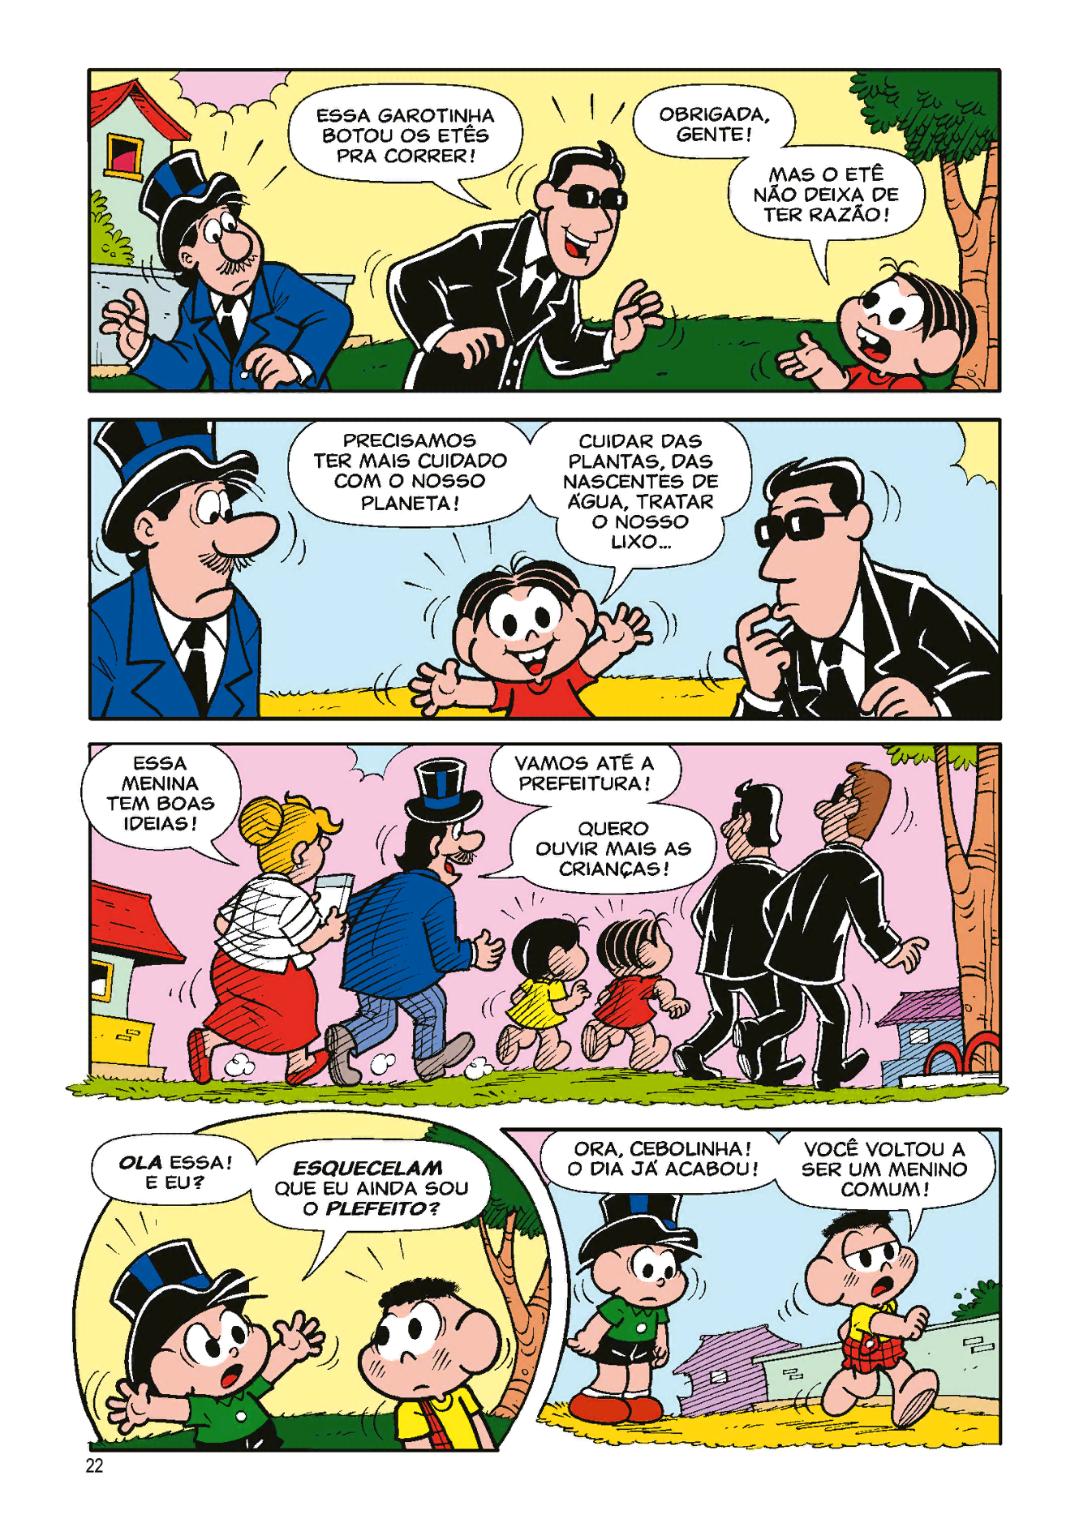 ESSA GAROTINHA
BOTOU OS ETÊS
PRA CORRER!
OBRIGADA,
GENTE!
MAS O ETÊ
NÃO DEIXA DE
TER RAZÃO!
PRECISAMOS
TER MAIS CUIDADO
COM O NOSSO
PLANETA!
CUIDAR DAS
PLANTAS, DAS
NASCENTES DE
ÁGUA, TRATAR
O NOSSO
LIXO...
ESSA
MENINA
TEM BOAS
IDEIAS!
VAMOS ATÉ A
PREFEITURA!
QUERO
OUVIR MAIS AS
CRIANÇAS!
OLA ESSA!
E EU?
ESQUECELAM
QUE EU AINDA SOU
O PLEFEITO?
ORA, CEBOLINHA!
O DIA JÁ ACABOU!
VOCÊ VOLTOU A
SER UM MENINO
COMUM!
22